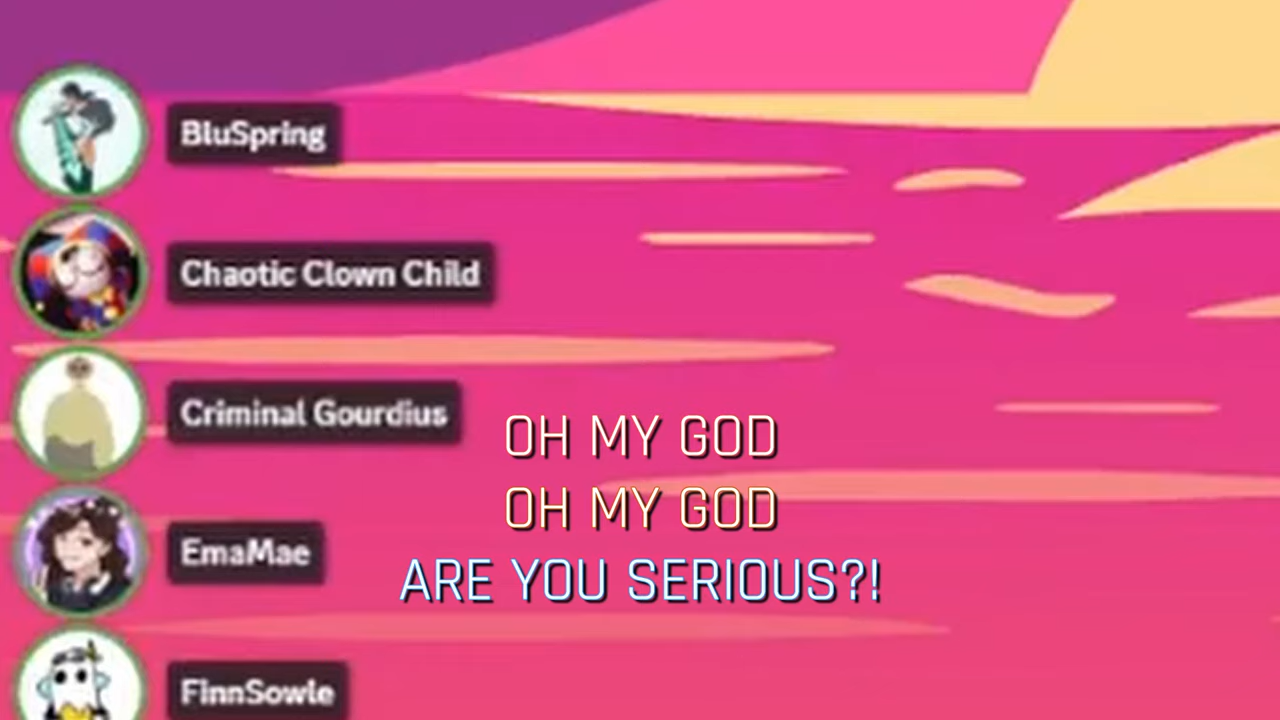 BluSpring
Chaotic Clown Child
Criminal Gourdius
OH MY GOD
OH MY GOD
EmaMae
ARE YOU SERIOUS?!
FinnSowle